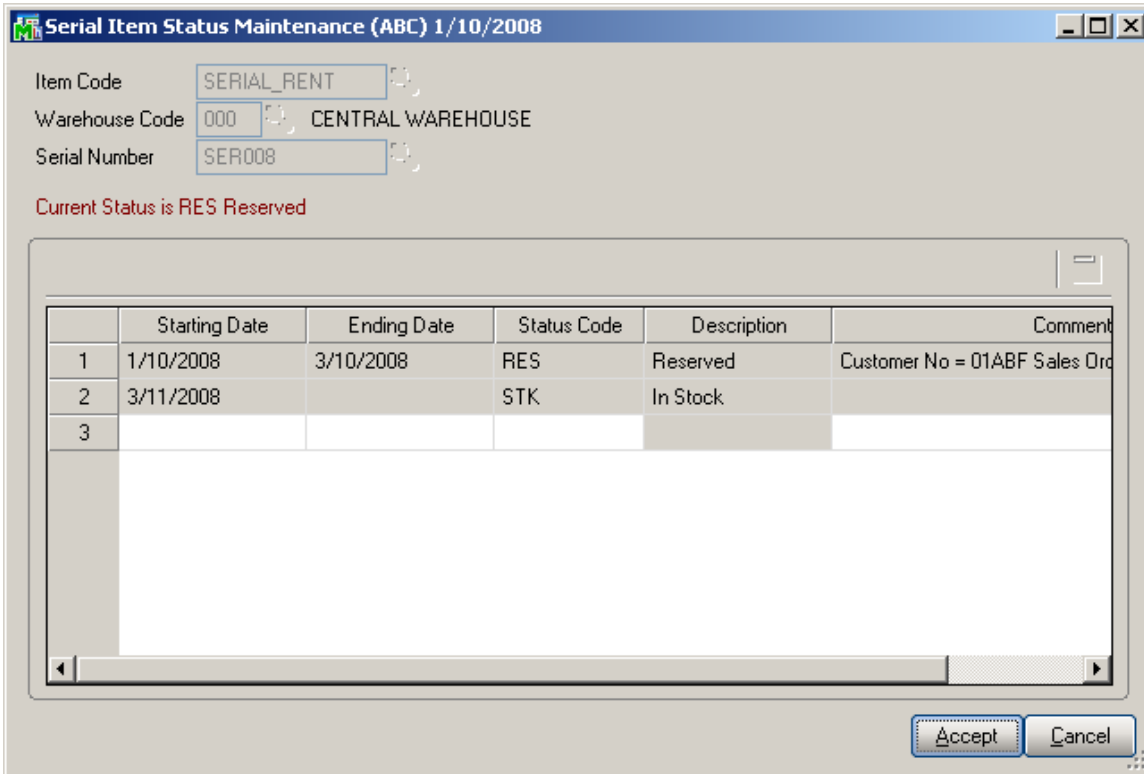 Serial Item Status Maintenance (ABC) 1/10/2008
Item Code SERIAL_RENT
Warehouse Code 000 CENTRAL WAREHOUSE
Serial Number SER008
Current Status is RES Reserved
Starting Date Ending Date Status Code Description Comment
1 1/10/2008 3/10/2008 RES Reserved Customer No = 01ABF Sales Ord
2 3/11/2008 STK In Stock
3
Accept Cancel